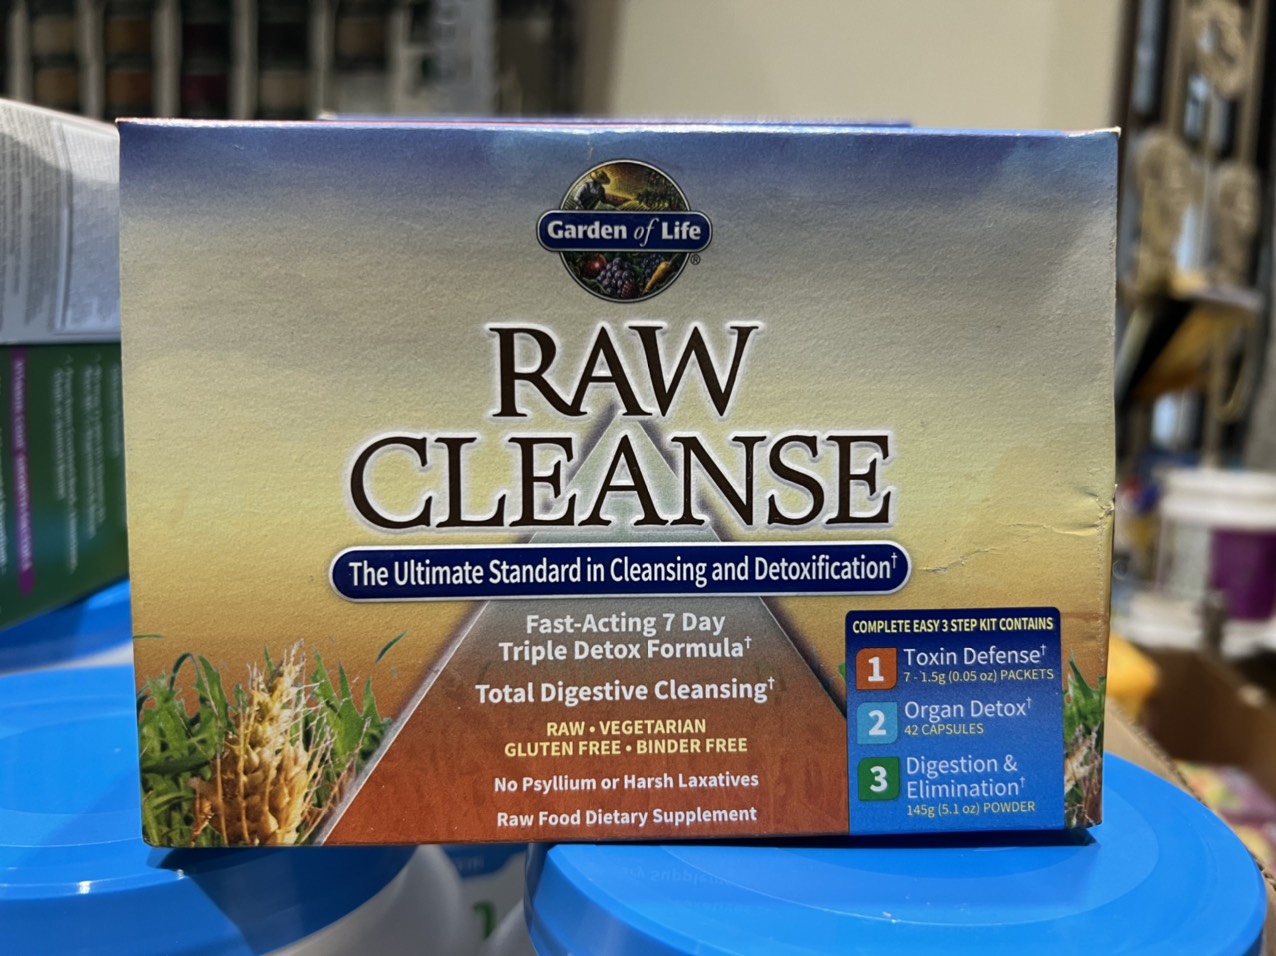 Garden of Life
®
RAW
CLEANSE
The Ultimate Standard in Cleansing and Detoxification†
Fast-Acting 7 Day
Triple Detox Formula†
Total Digestive Cleansing†
RAW • VEGETARIAN
GLUTEN FREE • BINDER FREE
No Psyllium or Harsh Laxatives
Raw Food Dietary Supplement
COMPLETE EASY 3 STEP KIT CONTAINS
1 Toxin Defense†
7 - 1.5g (0.05 oz) PACKETS
2 Organ Detox†
42 CAPSULES
3 Digestion &
Elimination†
145g (5.1 oz) POWDER